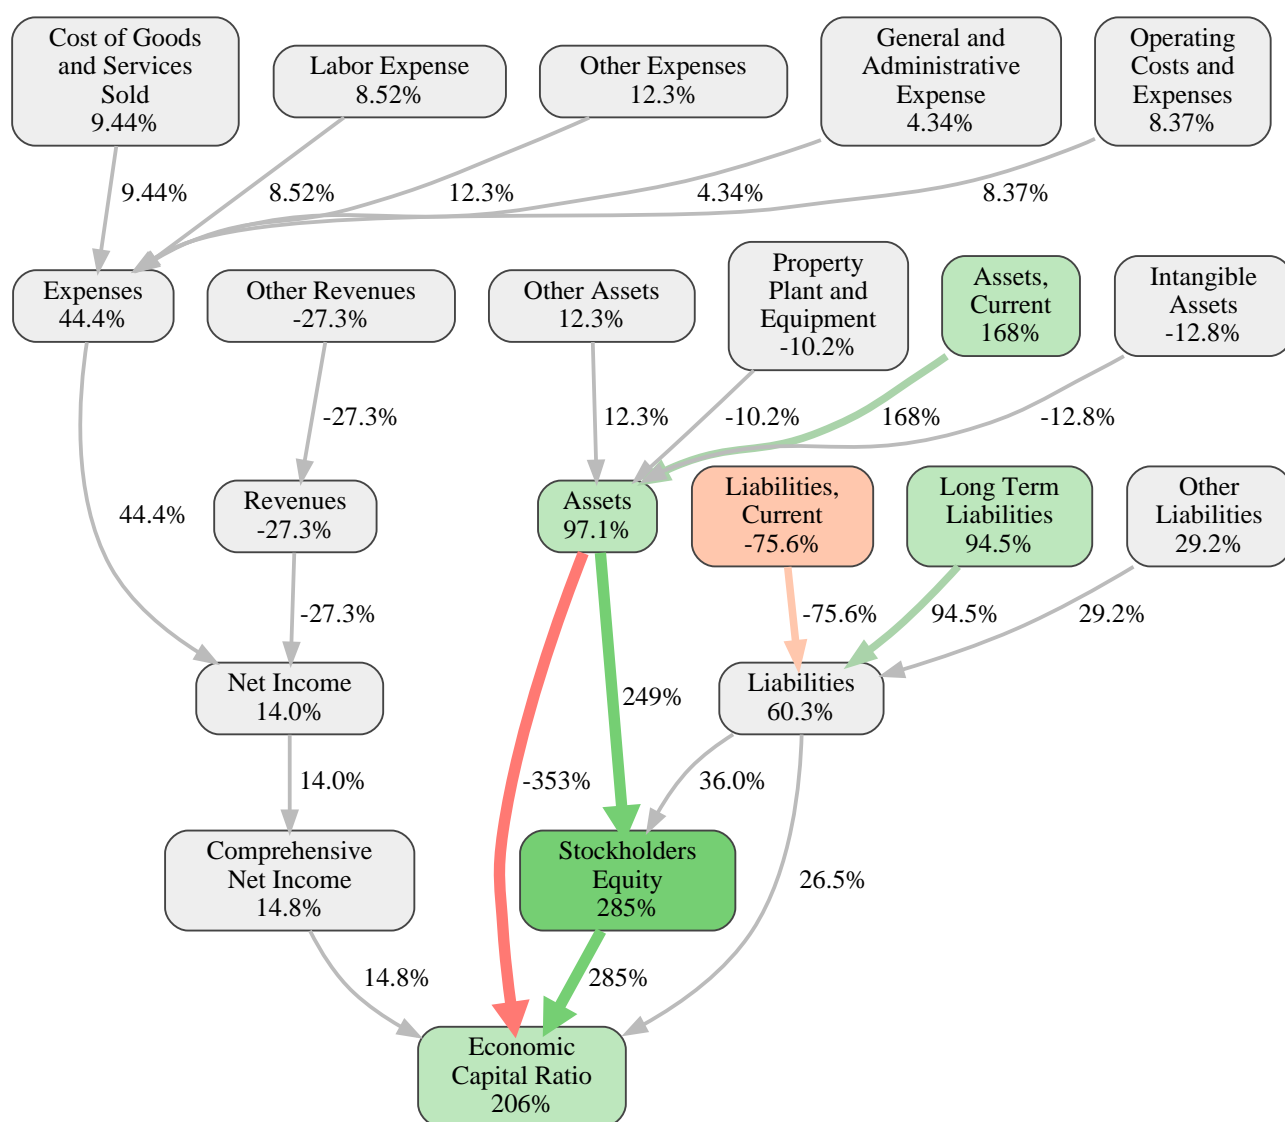 Cost of Goods
and Services
Sold
9.44%
Labor Expense
8.52%
Other Expenses
12.3%
General and
Administrative
Expense
4.34%
Operating
Costs and
Expenses
8.37%
9.44%
8.52%
12.3%
4.34%
8.37%
Expenses
44.4%
Other Revenues
-27.3%
Other Assets
12.3%
Property
Plant and
Equipment
-10.2%
Assets,
Current
168%
Intangible
Assets
-12.8%
-27.3%
12.3%
-10.2%
168%
-12.8%
44.4%
Revenues
-27.3%
Assets
97.1%
Liabilities,
Current
-75.6%
Long Term
Liabilities
94.5%
Other
Liabilities
29.2%
-27.3%
-75.6%
94.5%
29.2%
Net Income
14.0%
249%
Liabilities
60.3%
14.0%
-353%
36.0%
Comprehensive
Net Income
14.8%
Stockholders
Equity
285%
26.5%
14.8%
285%
Economic
Capital Ratio
206%